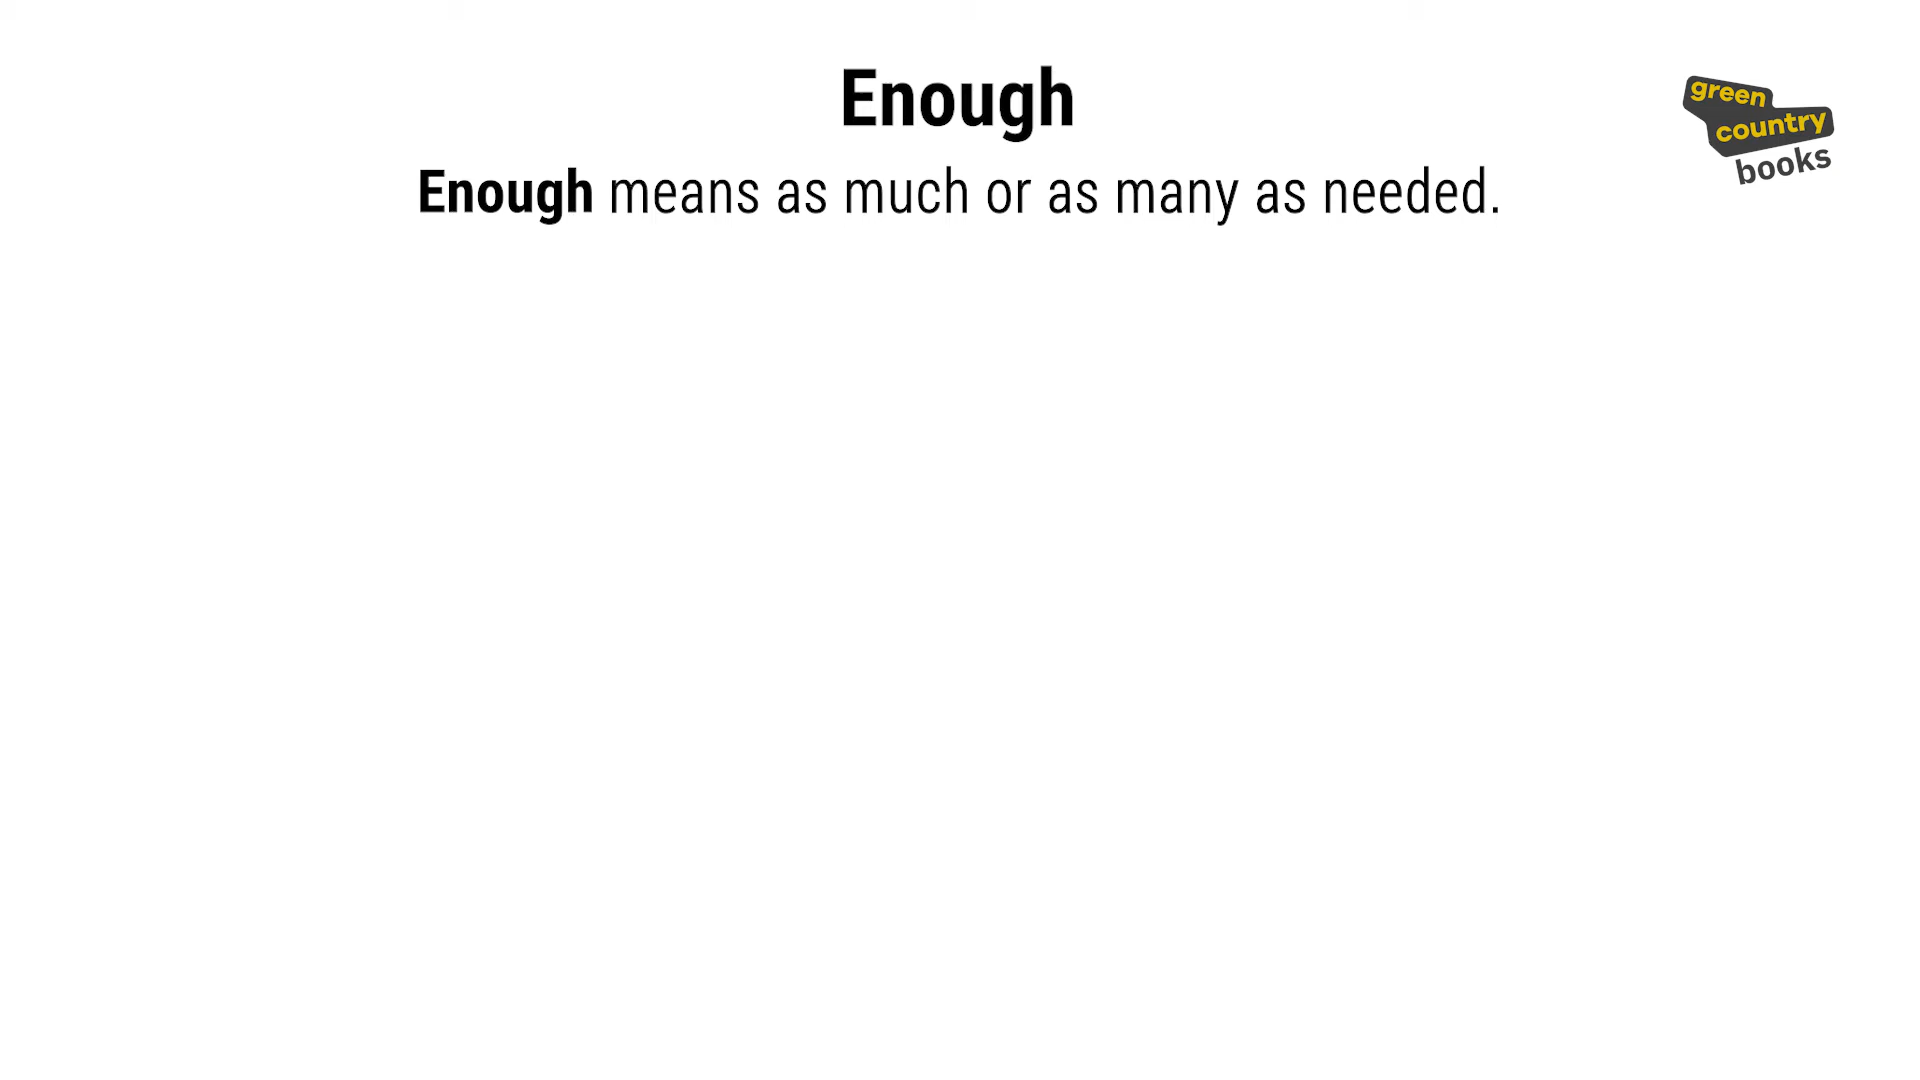 Enough
Enough means as much or as many as needed.
green
country
books